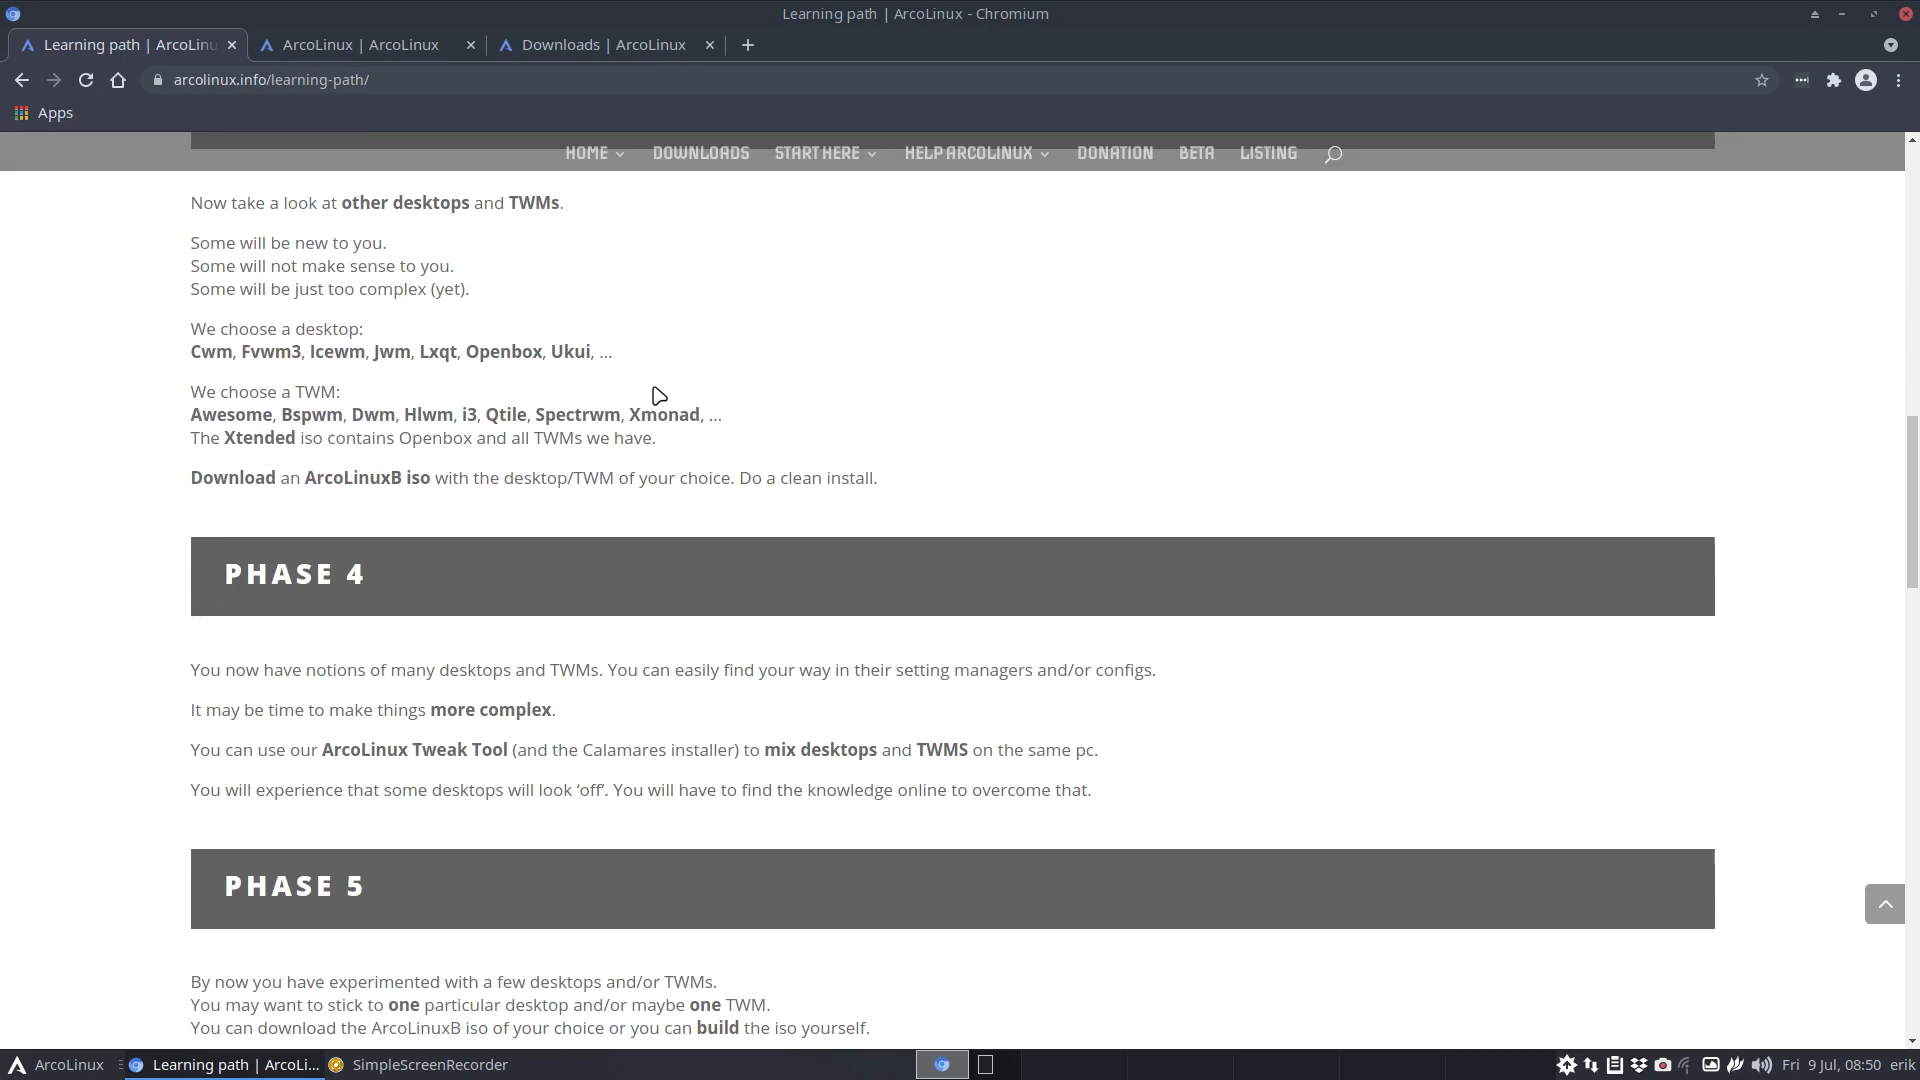 Learning path | ArcoLinux - Chromium
Learning path | ArcoLinu
ArcoLinux | ArcoLinux
Downloads | ArcoLinux
arcolinux.info/learning-path/
Apps
HOME
DOWNLOADS
START HERE
HELP ARCOLINUX
DONATION
BETA
LISTING
Now take a look at other desktops and TWMs.
Some will be new to you.
Some will not make sense to you.
Some will be just too complex (yet).
We choose a desktop:
Cwm, Fvwm3, Icewm, Jwm, Lxqt, Openbox, Ukui, ...
We choose a TWM:
Awesome, Bspwm, Dwm, Hlwm, i3, Qtile, Spectrwm, Xmonad, ...
The Xtended iso contains Openbox and all TWMs we have.
Download an ArcoLinuxB iso with the desktop/TWM of your choice. Do a clean install.
PHASE 4
You now have notions of many desktops and TWMs. You can easily find your way in their setting managers and/or configs.
It may be time to make things more complex.
You can use our ArcoLinux Tweak Tool (and the Calamares installer) to mix desktops and TWMS on the same pc.
You will experience that some desktops will look ‘off’. You will have to find the knowledge online to overcome that.
PHASE 5
By now you have experimented with a few desktops and/or TWMs.
You may want to stick to one particular desktop and/or maybe one TWM.
You can download the ArcoLinuxB iso of your choice or you can build the iso yourself.
ArcoLinux
Learning path | ArcoLi...
SimpleScreenRecorder
Fri 9 Jul, 08:50 erik